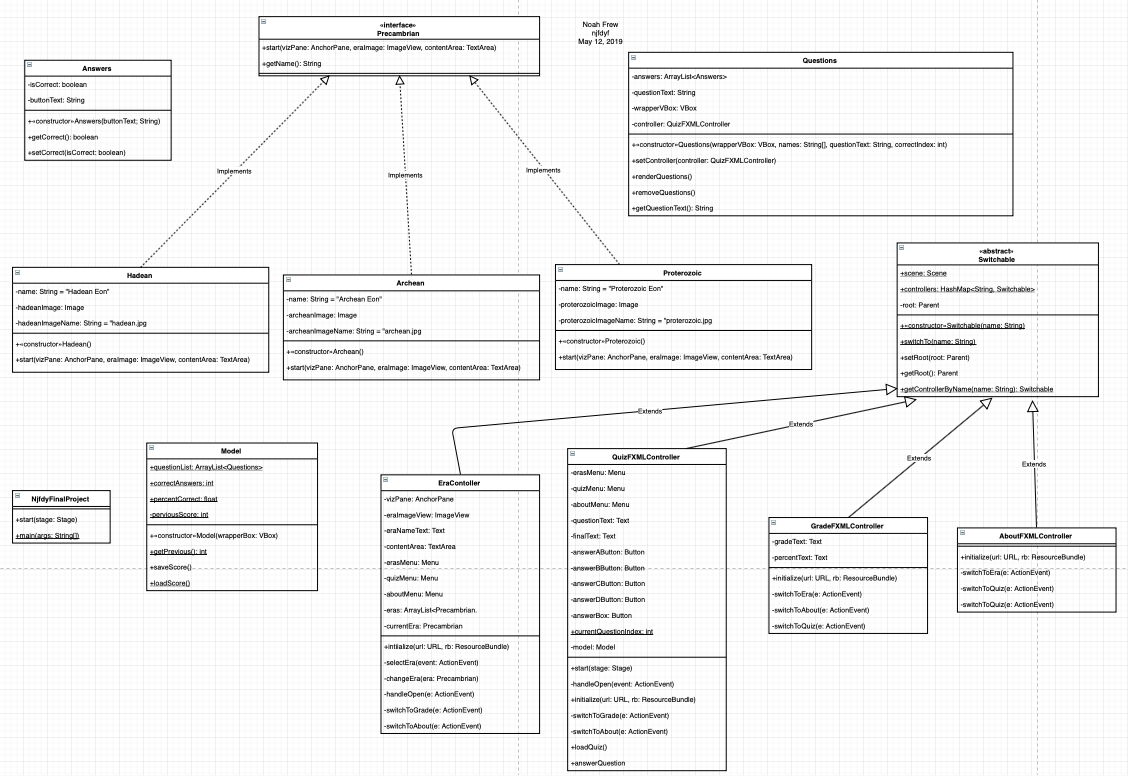 «interface»
Precambrian
+start(vizPane: AnchorPane, eraImage: ImageView, contentArea: TextArea)
+getName(): String
Noah Frew
njfdyf
May 12, 2019
Answers
-isCorrect: boolean
-buttonText: String
+«constructor»Answers(buttonText; String)
+getCorrect(): boolean
+setCorrect(isCorrect: boolean)
Questions
-answers: ArrayList<Answers>
-questionText: String
-wrapperVBox: VBox
-controller: QuizFXMLController
+«constructor»Questions(wrapperVBox: VBox, names: String[], questionText: String, correctIndex: int)
+setController(controller: QuizFXMLController)
+renderQuestions()
+removeQuestions()
+getQuestionText(): String
Implements
Implements
Implements
Hadean
-name: String = "Hadean Eon"
-hadeanImage: Image
-hadeanImageName: String = "hadean.jpg
+«constructor»Hadean()
+start(vizPane: AnchorPane, eraImage: ImageView, contentArea: TextArea)
Archean
-name: String = "Archean Eon"
-archeanImage: Image
-archeanImageName: String = "archean.jpg
+«constructor»Archean()
+start(vizPane: AnchorPane, eraImage: ImageView, contentArea: TextArea)
Proterozoic
-name: String = "Proterozoic Eon"
-proterozoicImage: Image
-proterozoicImageName: String = "proterozoic.jpg
+«constructor»Proterozoic()
+start(vizPane: AnchorPane, eraImage: ImageView, contentArea: TextArea)
«abstract»
Switchable
+scene: Scene
+controllers: HashMap<String, Switchable>
-root: Parent
+«constructor»Switchable(name: String)
+switchTo(name: String)
+setRoot(root: Parent)
+getRoot(): Parent
+getControllerByName(name: String): Switchable
Extends
Extends
Extends
Extends
NjfdyFinalProject
+start(stage: Stage)
+main(args: String[])
Model
+questionList: ArrayList<Questions>
+correctAnswers: int
+percentCorrect: float
-perviousScore: int
+«constructor»Model(wrapperBox: VBox)
+getPrevious(): int
+saveScore()
+loadScore()
EraContoller
-vizPane: AnchorPane
-eraImageView: ImageView
-eraNameText: Text
-contentArea: TextArea
-erasMenu: Menu
-quizMenu: Menu
-aboutMenu: Menu
-eras: ArrayList<Precambrian.
-currentEra: Precambrian
+intiialize(url: URL, rb: ResourceBundle)
-selectEra(event: ActionEvent)
-changeEra(era: Precambrian)
-handleOpen(e: ActionEvent)
-switchToGrade(e: ActionEvent)
-switchToAbout(e: ActionEvent)
QuizFXMLController
-erasMenu: Menu
-quizMenu: Menu
-aboutMenu: Menu
-questionText: Text
-finalText: Text
-answerAButton: Button
-answerBButton: Button
-answerCButton: Button
-answerDButton: Button
-answerBox: Button
+currentQuestionIndex: int
-model: Model
+start(stage: Stage)
-handleOpen(event: ActionEvent)
+initialize(url: URL, rb: ResourceBundle)
-switchToGrade(e: ActionEvent)
-switchToAbout(e: ActionEvent)
+loadQuiz()
+answerQuestion
GradeFXMLController
-gradeText: Text
-percentText: Text
+initialize(url: URL, rb: ResourceBundle)
-switchToEra(e: ActionEvent)
-switchToAbout(e: ActionEvent)
-switchToQuiz(e: ActionEvent)
AboutFXMLController
+initialize(url: URL, rb: ResourceBundle)
-switchToEra(e: ActionEvent)
-switchToQuiz(e: ActionEvent)
-switchToQuiz(e: ActionEvent)